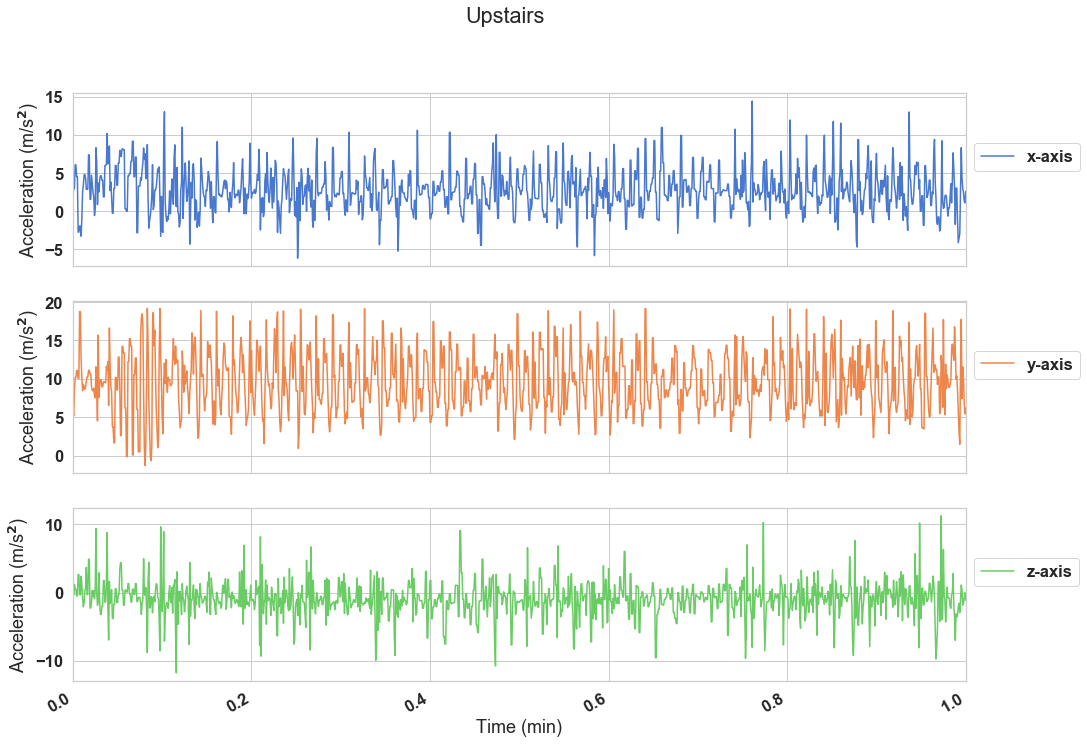 Upstairs
Acceleration (m/s²)
15
10
5
0
−5
x-axis
Acceleration (m/s²)
20
15
10
5
0
y-axis
Acceleration (m/s²)
10
0
−10
z-axis
0.0
0.2
0.4
0.6
0.8
1.0
Time (min)